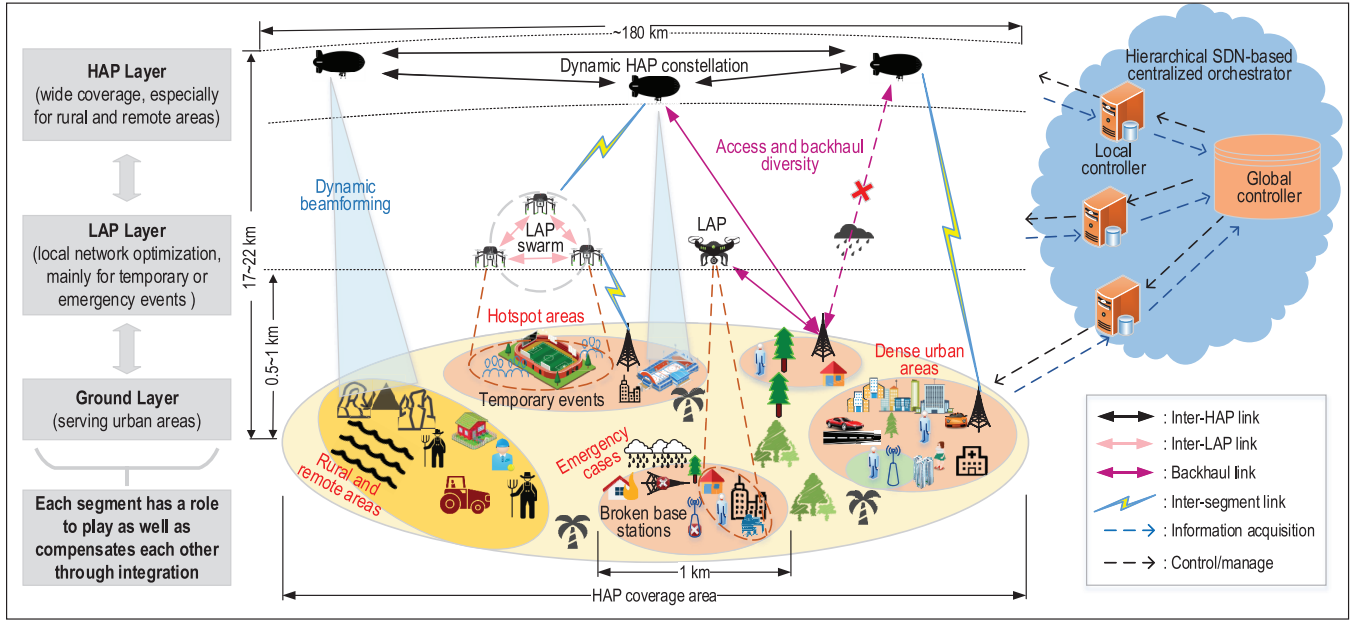 HAP Layer
(wide coverage, especially
for rural and remote areas)
LAP Layer
(local network optimization,
mainly for temporary or
emergency events )
Ground Layer
(serving urban areas)
Each segment has a role
to play as well as
compensates each other
through integration
17~22 km
0.5~1 km
~180 km
Dynamic HAP constellation
Dynamic
beamforming
Access and backhaul
diversity
LAP
swarm
LAP
Hotspot areas
Temporary events
Dense urban
areas
Rural and
remote areas
Emergency
cases
Broken base
stations
1 km
HAP coverage area
Hierarchical SDN-based
centralized orchestrator
Local
controller
Global
controller
: Inter-HAP link
: Inter-LAP link
: Backhaul link
: Inter-segment link
: Information acquisition
: Control/manage